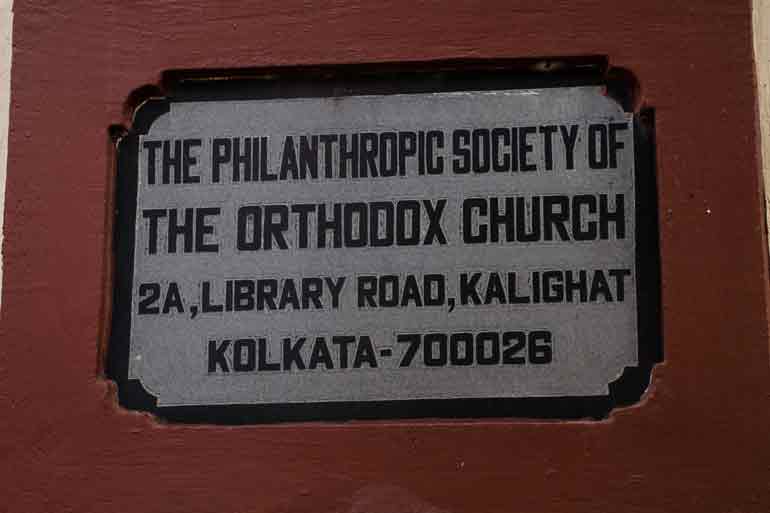 THE PHILANTHROPIC SOCIETY OF
THE ORTHODOX CHURCH
2A, LIBRARY ROAD, KALIGHAT
KOLKATA-700026